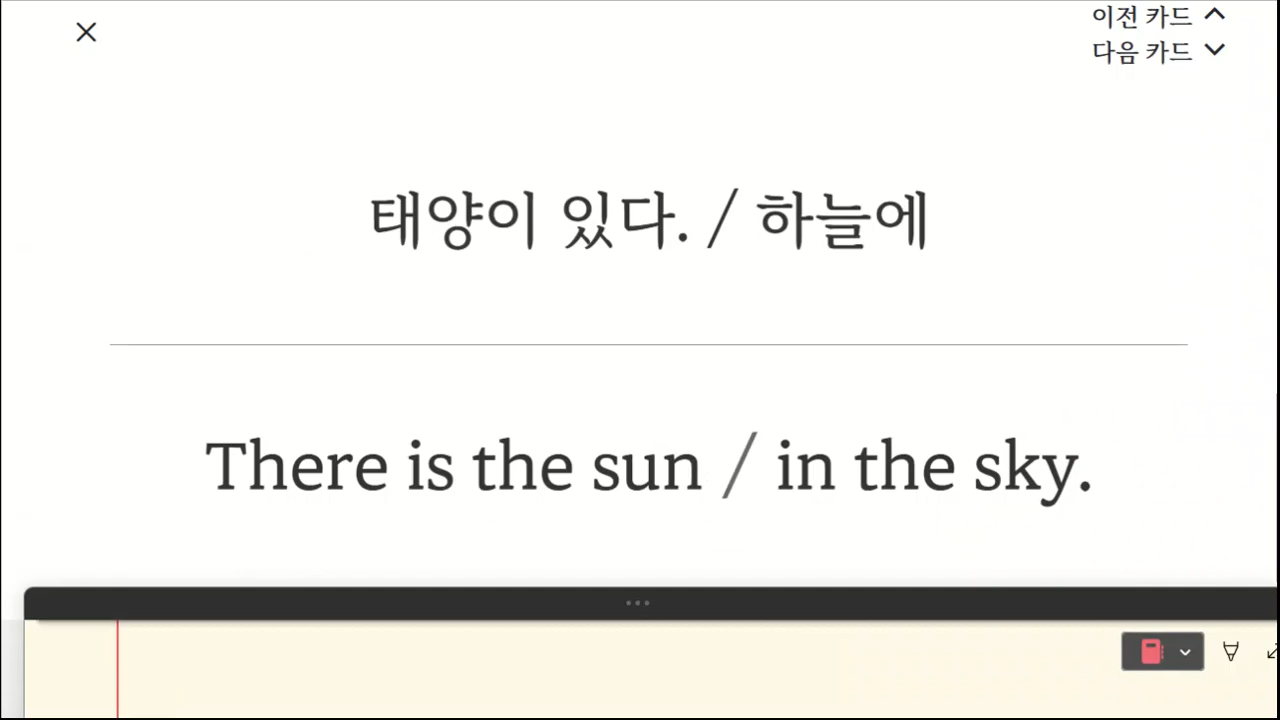 이전 카드
다음 카드
태양이 있다. / 하늘에
There is the sun / in the sky.